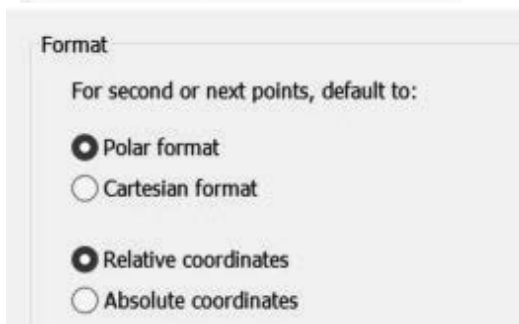 Format
For second or next points, default to:
Polar format
Cartesian format
Relative coordinates
Absolute coordinates